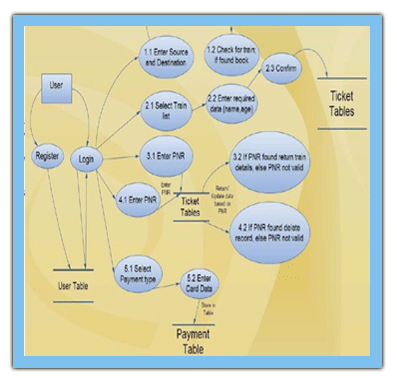 1.1 Enter Source
and Destination
1.2 Check for train,
if found book
2.3 Confirm
Ticket
Tables
User
2.1 Select Train
list
2.2 Enter required
data (name,age)
Register
Login
3.1 Enter PNR
3.2 If PNR found return train
details, else PNR not valid
Enter
PNR
4.1 Enter PNR
Ticket
Tables
Return/
Update data
based on
PNR
4.2 If PNR found delete
record, else PNR not valid
User Table
5.1 Select
Payment type
5.2 Enter
Card Data
Store in
Table
Payment
Table